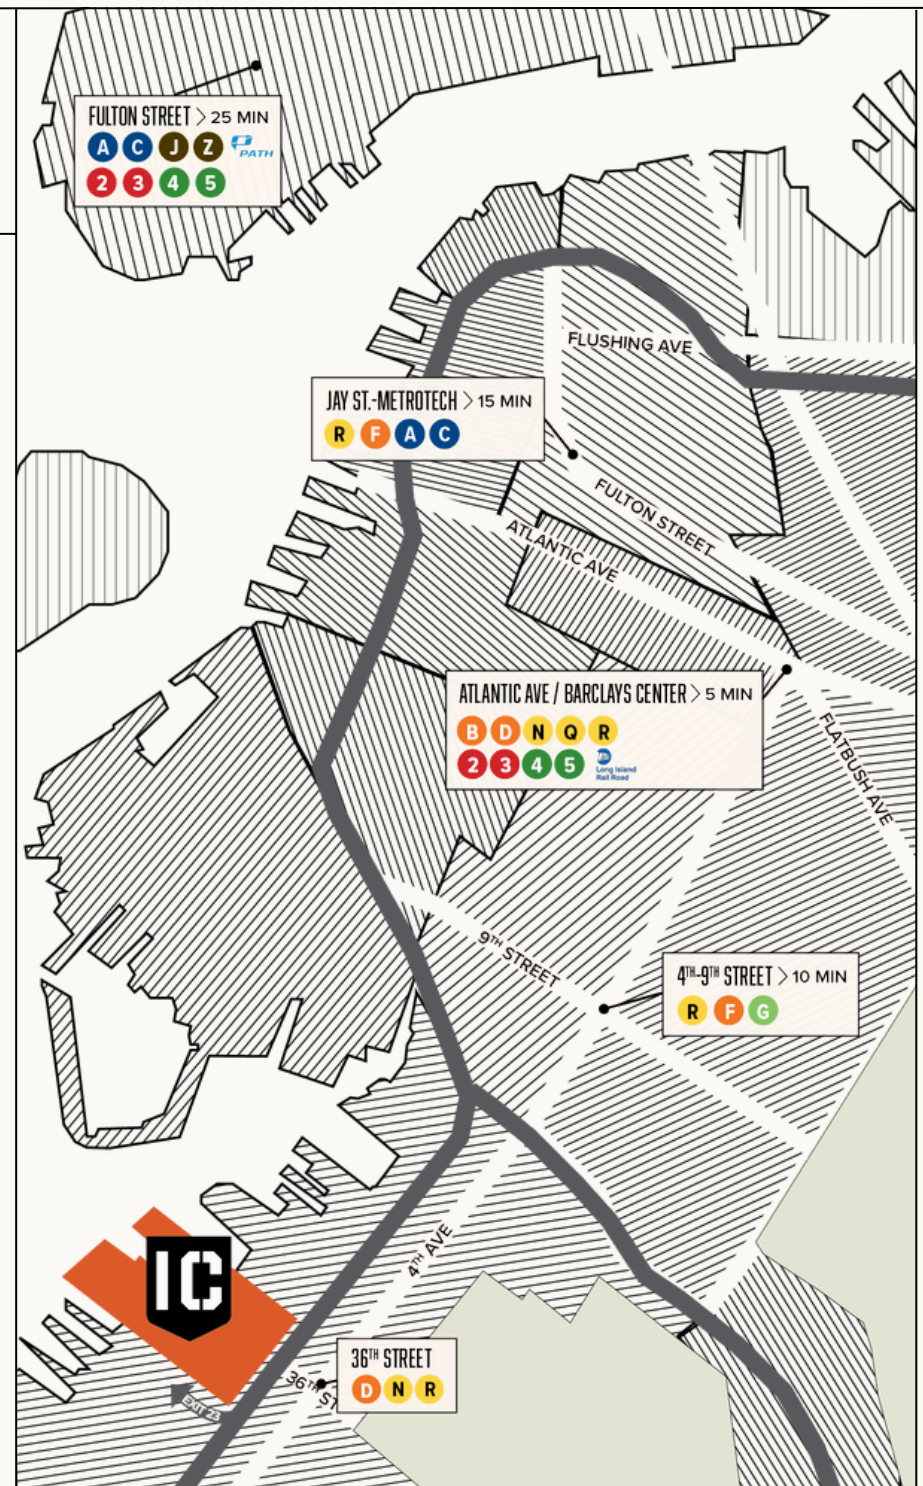 FULTON STREET > 25 MIN
A C J Z PATH
2 3 4 5
FLUSHING AVE
JAY ST.-METROTECH > 15 MIN
R F A C
FULTON STREET
ATLANTIC AVE
ATLANTIC AVE / BARCLAYS CENTER > 5 MIN
B D N Q R
2 3 4 5
Long Island
Rail Road
FLATBUSH AVE
9TH STREET
4TH-9TH STREET > 10 MIN
R F G
4TH AVE
IC
36TH STREET
D N R
36TH ST